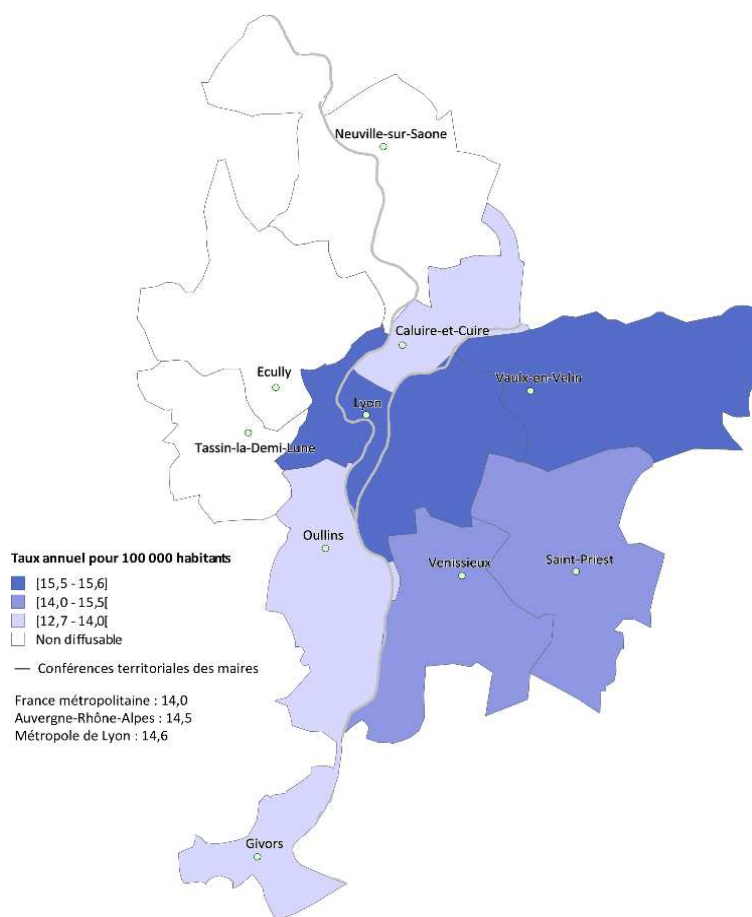 Neuville-sur-Saone
Caluire-et-Cuire
Ecully
Vaulx-en-Velin
Lyon
Tassin-la-Demi-Lune
Oullins
Venissieux
Saint-Priest
Taux annuel pour 100 000 habitants
[15,5 - 15,6]
[14,0 - 15,5[
[12,7 - 14,0[
Non diffusable
Conférences territoriales des maires
France métropolitaine : 14,0
Auvergne-Rhône-Alpes : 14,5
Métropole de Lyon : 14,6
Givors